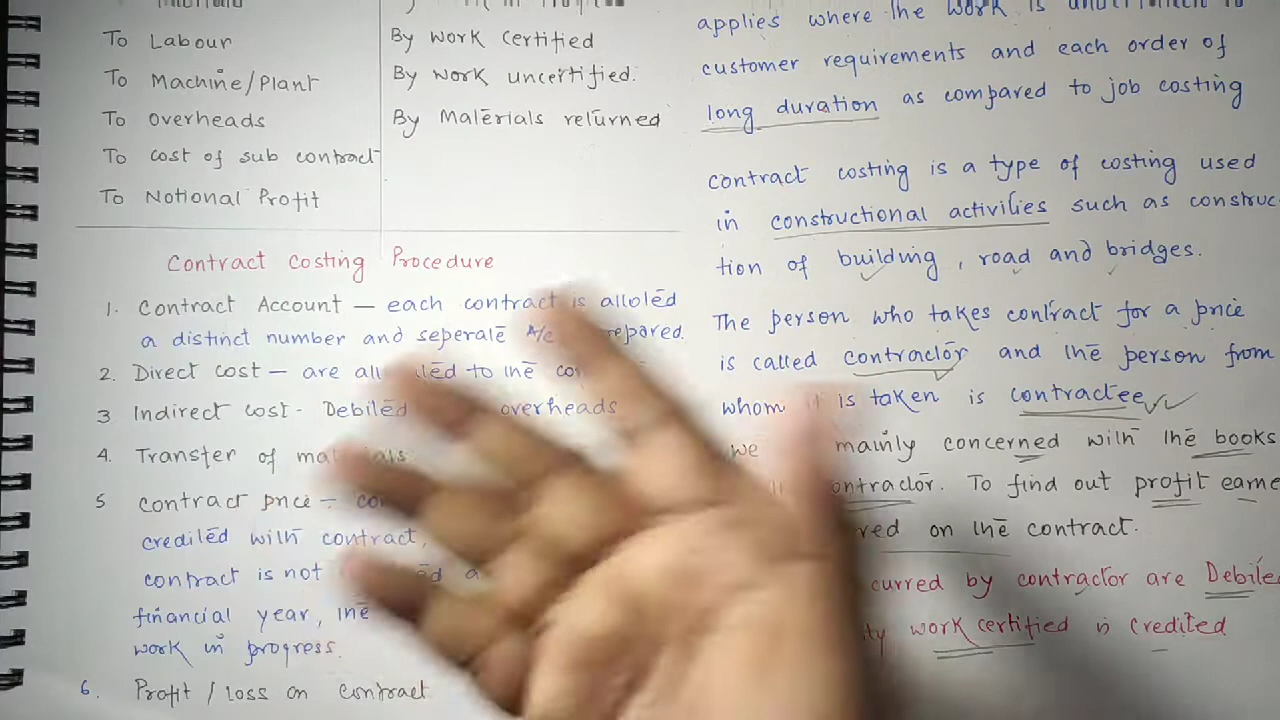 To Labour
To Machine/Plant
To overheads
To cost of sub contract
To Notional Profit
By work certified
By work uncertified.
By Materials returned
Contract Costing Procedure
1. Contract Account — each contract is alloted
a distinct number and seperate A/c
2. Direct cost — are all to the
3 Indirect cost - Debited overheads
4. Transfer of
5 contract price -
credited with contract,
contract is not
financial year, the
work in progress.
6. Profit / Loss on contract
applies where the work is
customer requirements and each order of
long duration as compared to job costing
contract costing is a type of costing used
in constructional activities such as construc-
tion of building, road and bridges.
The person who takes contract for a price
is called contractor and the person from
whom is taken is contractee
we mainly concerned with the books
contractor. To find out profit earne
on the contract.
curred by contractor are Debited
work certified is credited